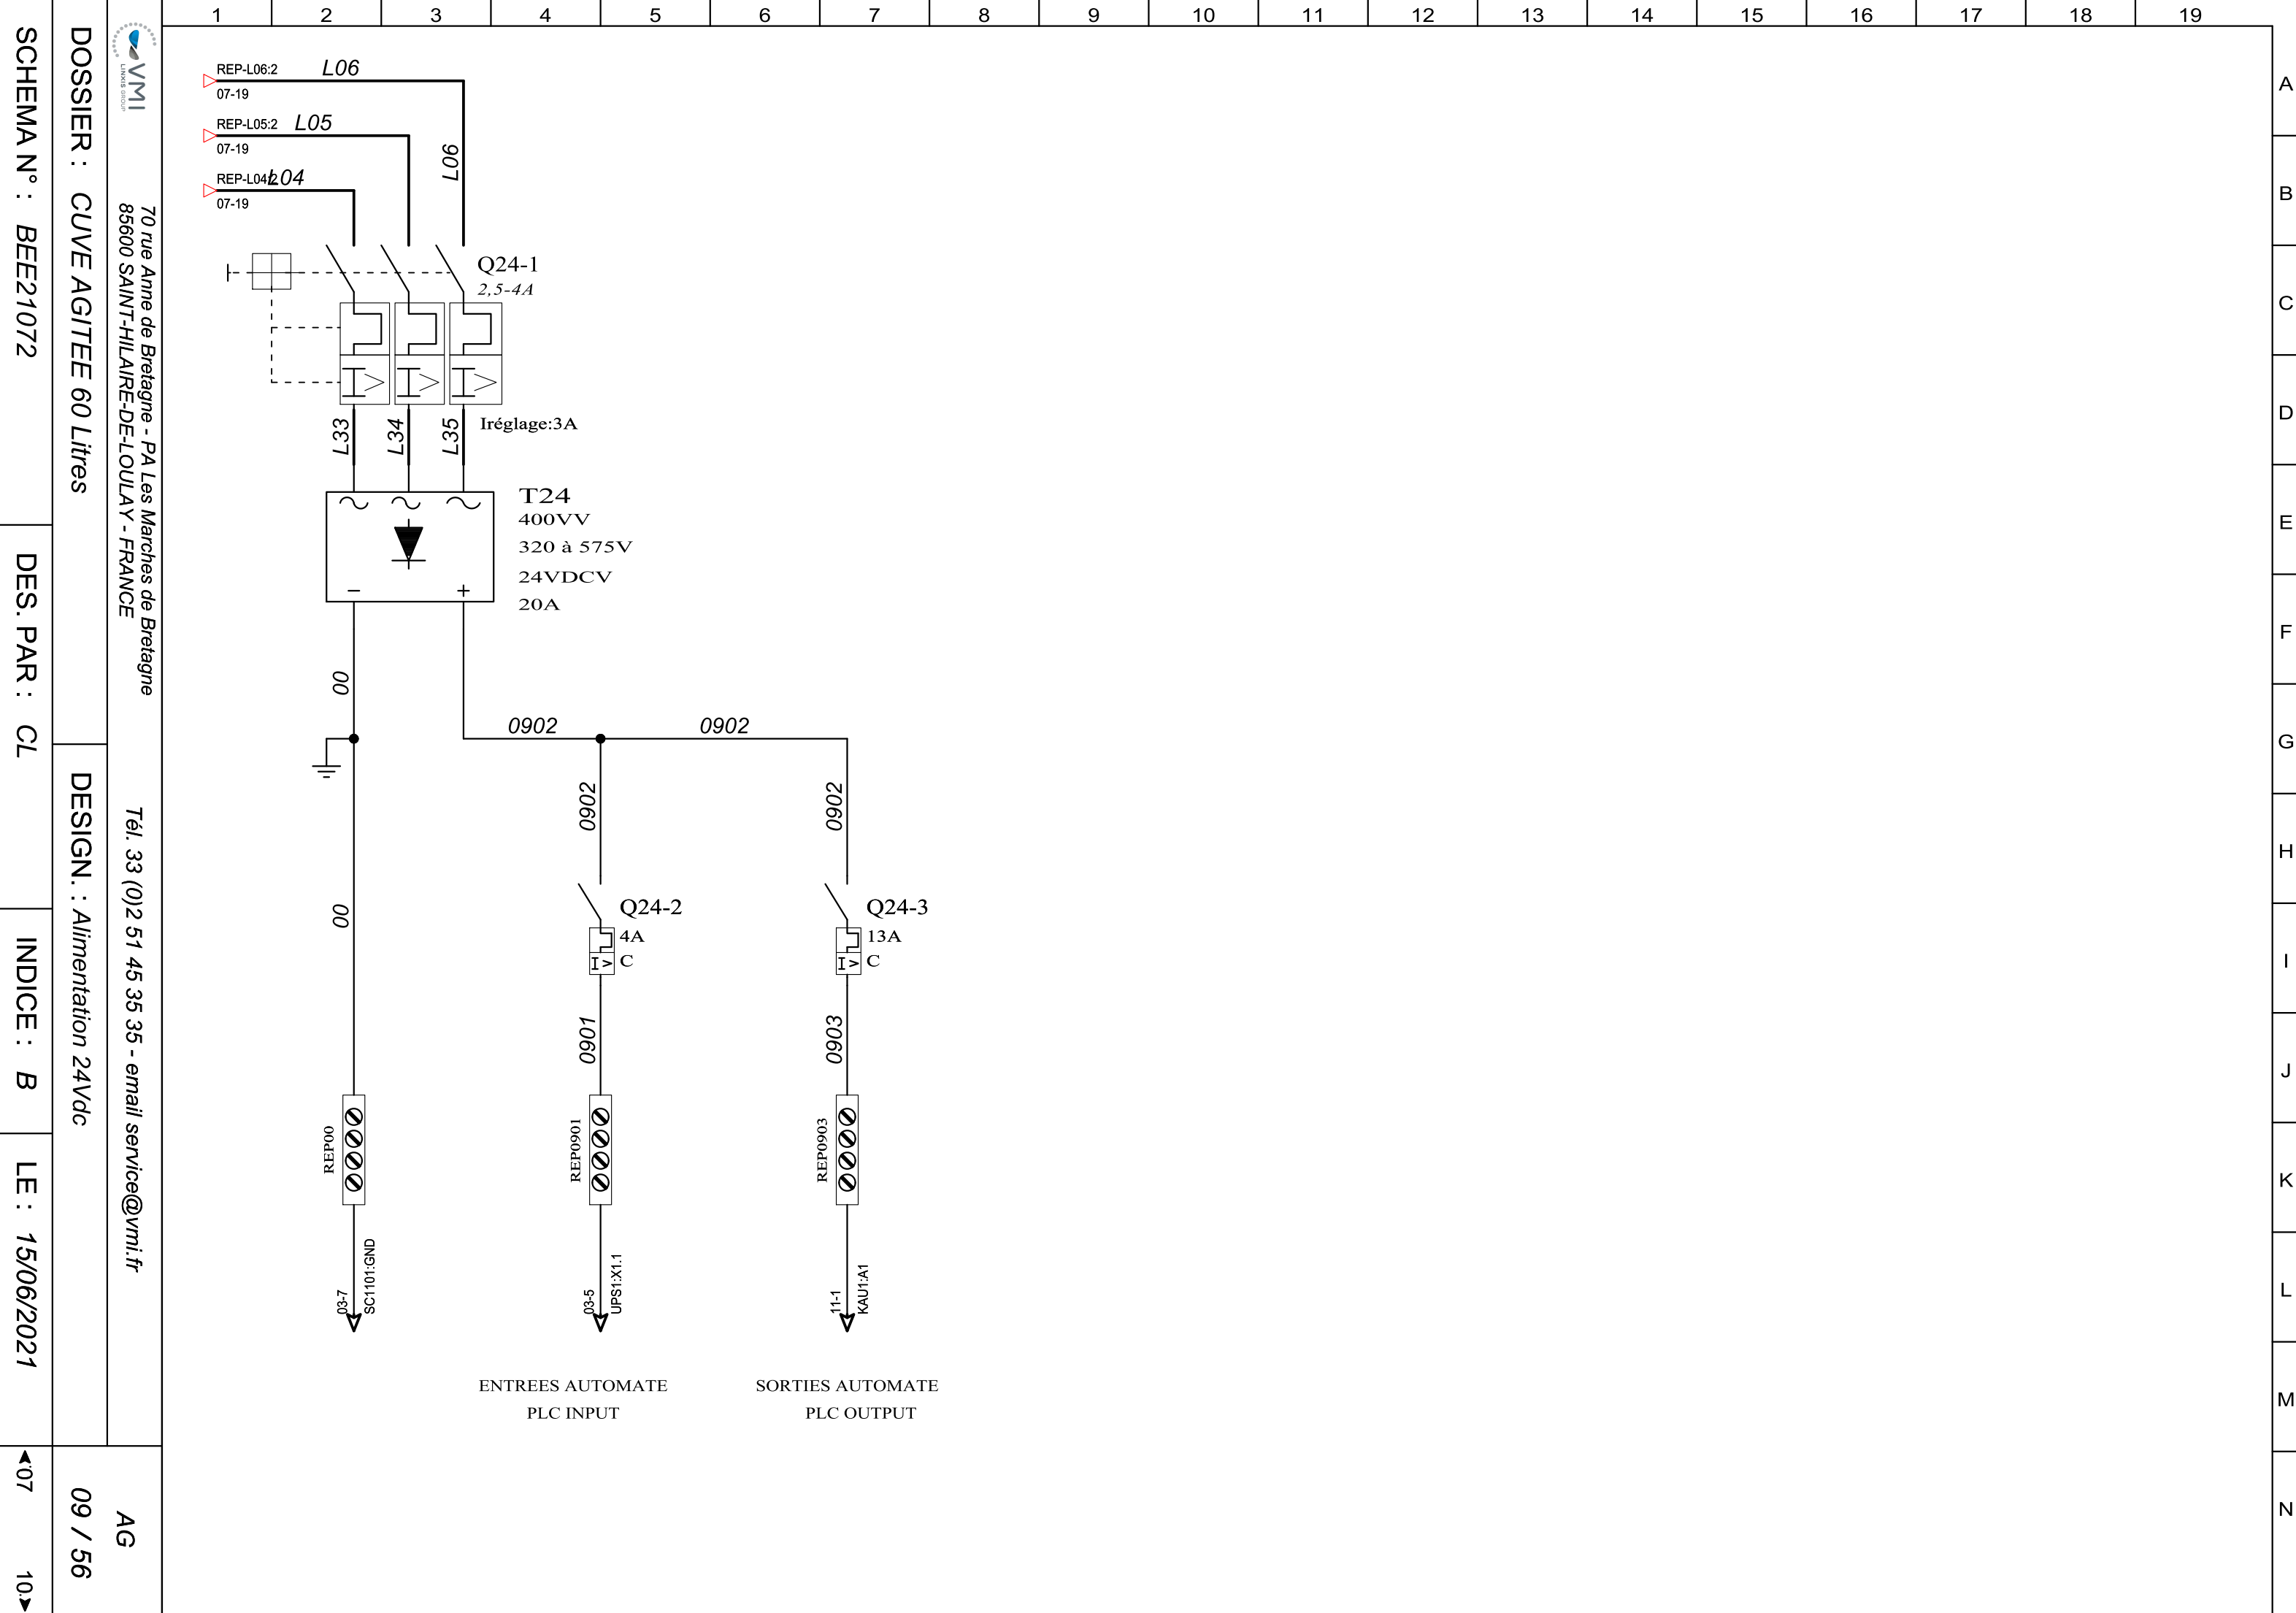 1 2 3 4 5 6 7 8 9 10 11 12 13 14 15 16 17 18 19
A
B
C
D
E
F
G
H
I
J
K
L
M
N
VMI
LINXIS GROUP
70 rue Anne de Bretagne - PA Les Marches de Bretagne
85600 SAINT-HILAIRE-DE-LOULAY - FRANCE
Tél. 33 (0)2 51 45 35 35 - email service@vmi.fr
AG
DOSSIER : CUVE AGITEE 60 Litres
DESIGN. : Alimentation 24Vdc
09 / 56
SCHEMA N° : BEE21072
DES. PAR : CL
INDICE : B
LE : 15/06/2021
07
10
REP-L06:2 L06
07-19
REP-L05:2 L05
07-19
REP-L04:2 L04
07-19
L06
Q24-1
2,5-4A
Iréglage:3A
L33
L34
L35
T24
400VV
320 à 575V
24VDCV
20A
00
0902
0902
0902
0902
00
Q24-2
4A
C
Q24-3
13A
C
0901
0903
REP00
REP0901
REP0903
03-7
SC1101:GND
03-5
UPS1:X1.1
11-1
KAU1:A1
ENTREES AUTOMATE
PLC INPUT
SORTIES AUTOMATE
PLC OUTPUT